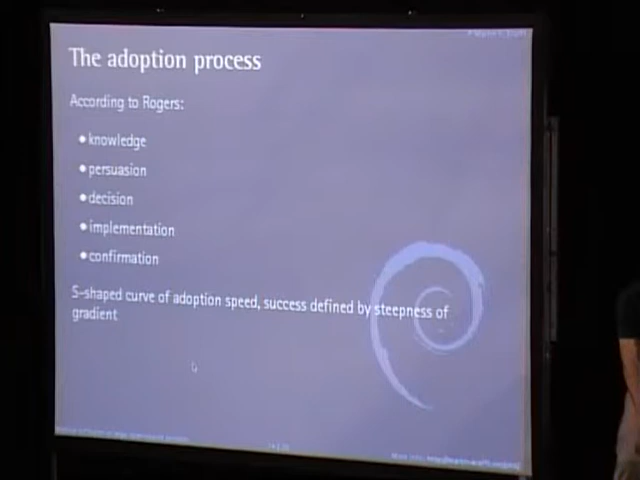 The adoption process
According to Rogers:
knowledge
persuasion
decision
implementation
confirmation
S-shaped curve of adoption speed, success defined by steepness of
gradient